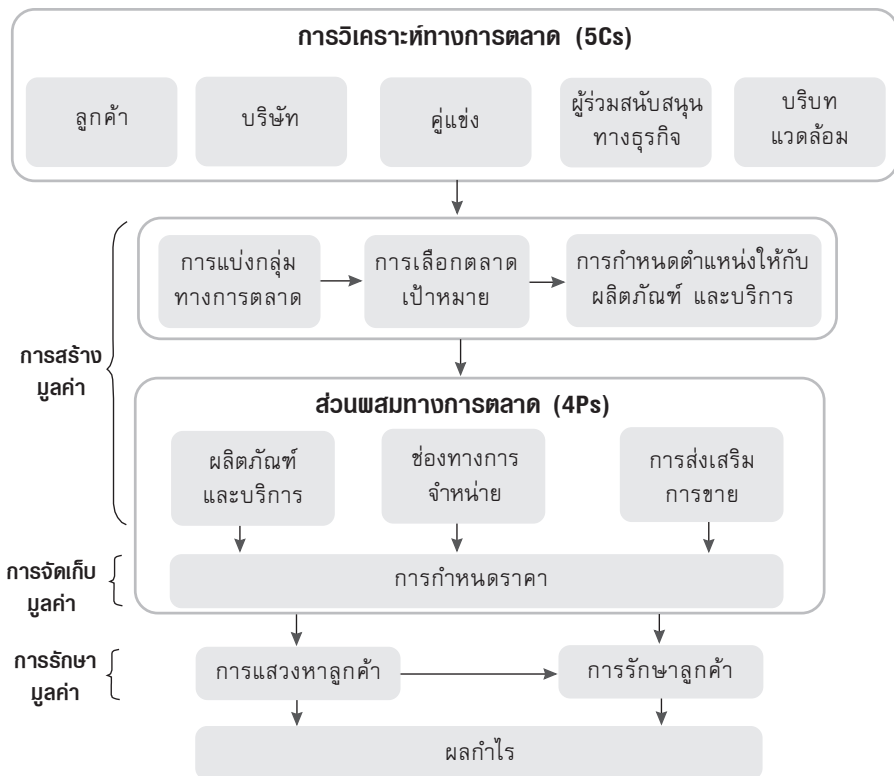 การวิเคราะห์ทางการตลาด (5Cs)
ลูกค้า
บริษัท
คู่แข่ง
ผู้ร่วมสนับสนุน
ทางธุรกิจ
บริบท
แวดล้อม
การแบ่งกลุ่ม
ทางการตลาด
การเลือกตลาด
เป้าหมาย
การกำหนดตำแหน่งให้กับ
ผลิตภัณฑ์ และบริการ
การสร้าง
มูลค่า
ส่วนผสมทางการตลาด (4Ps)
ผลิตภัณฑ์
และบริการ
ช่องทางการ
จำหน่าย
การส่งเสริม
การขาย
การจัดเก็บ
มูลค่า
การกำหนดราคา
การรักษา
มูลค่า
การแสวงหาลูกค้า
การรักษาลูกค้า
ผลกำไร